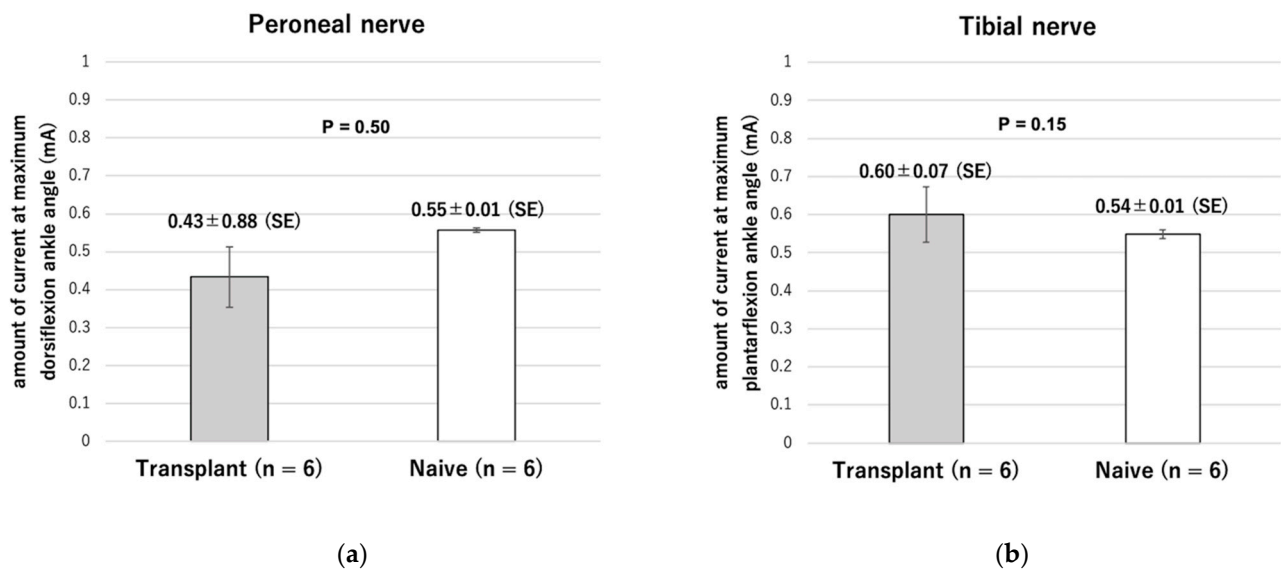 Peroneal nerve
amount of current at maximum
dorsiflexion ankle angle (mA)
1
0.9
0.8
0.7
0.6
0.5
0.4
0.3
0.2
0.1
0
P = 0.50
0.43±0.88 (SE)
0.55±0.01 (SE)
Transplant (n = 6)
Naive (n = 6)
(a)
Tibial nerve
amount of current at maximum
plantarflexion ankle angle (mA)
1
0.9
0.8
0.7
0.6
0.5
0.4
0.3
0.2
0.1
0
P = 0.15
0.60±0.07 (SE)
0.54±0.01 (SE)
Transplant (n = 6)
Naive (n = 6)
(b)